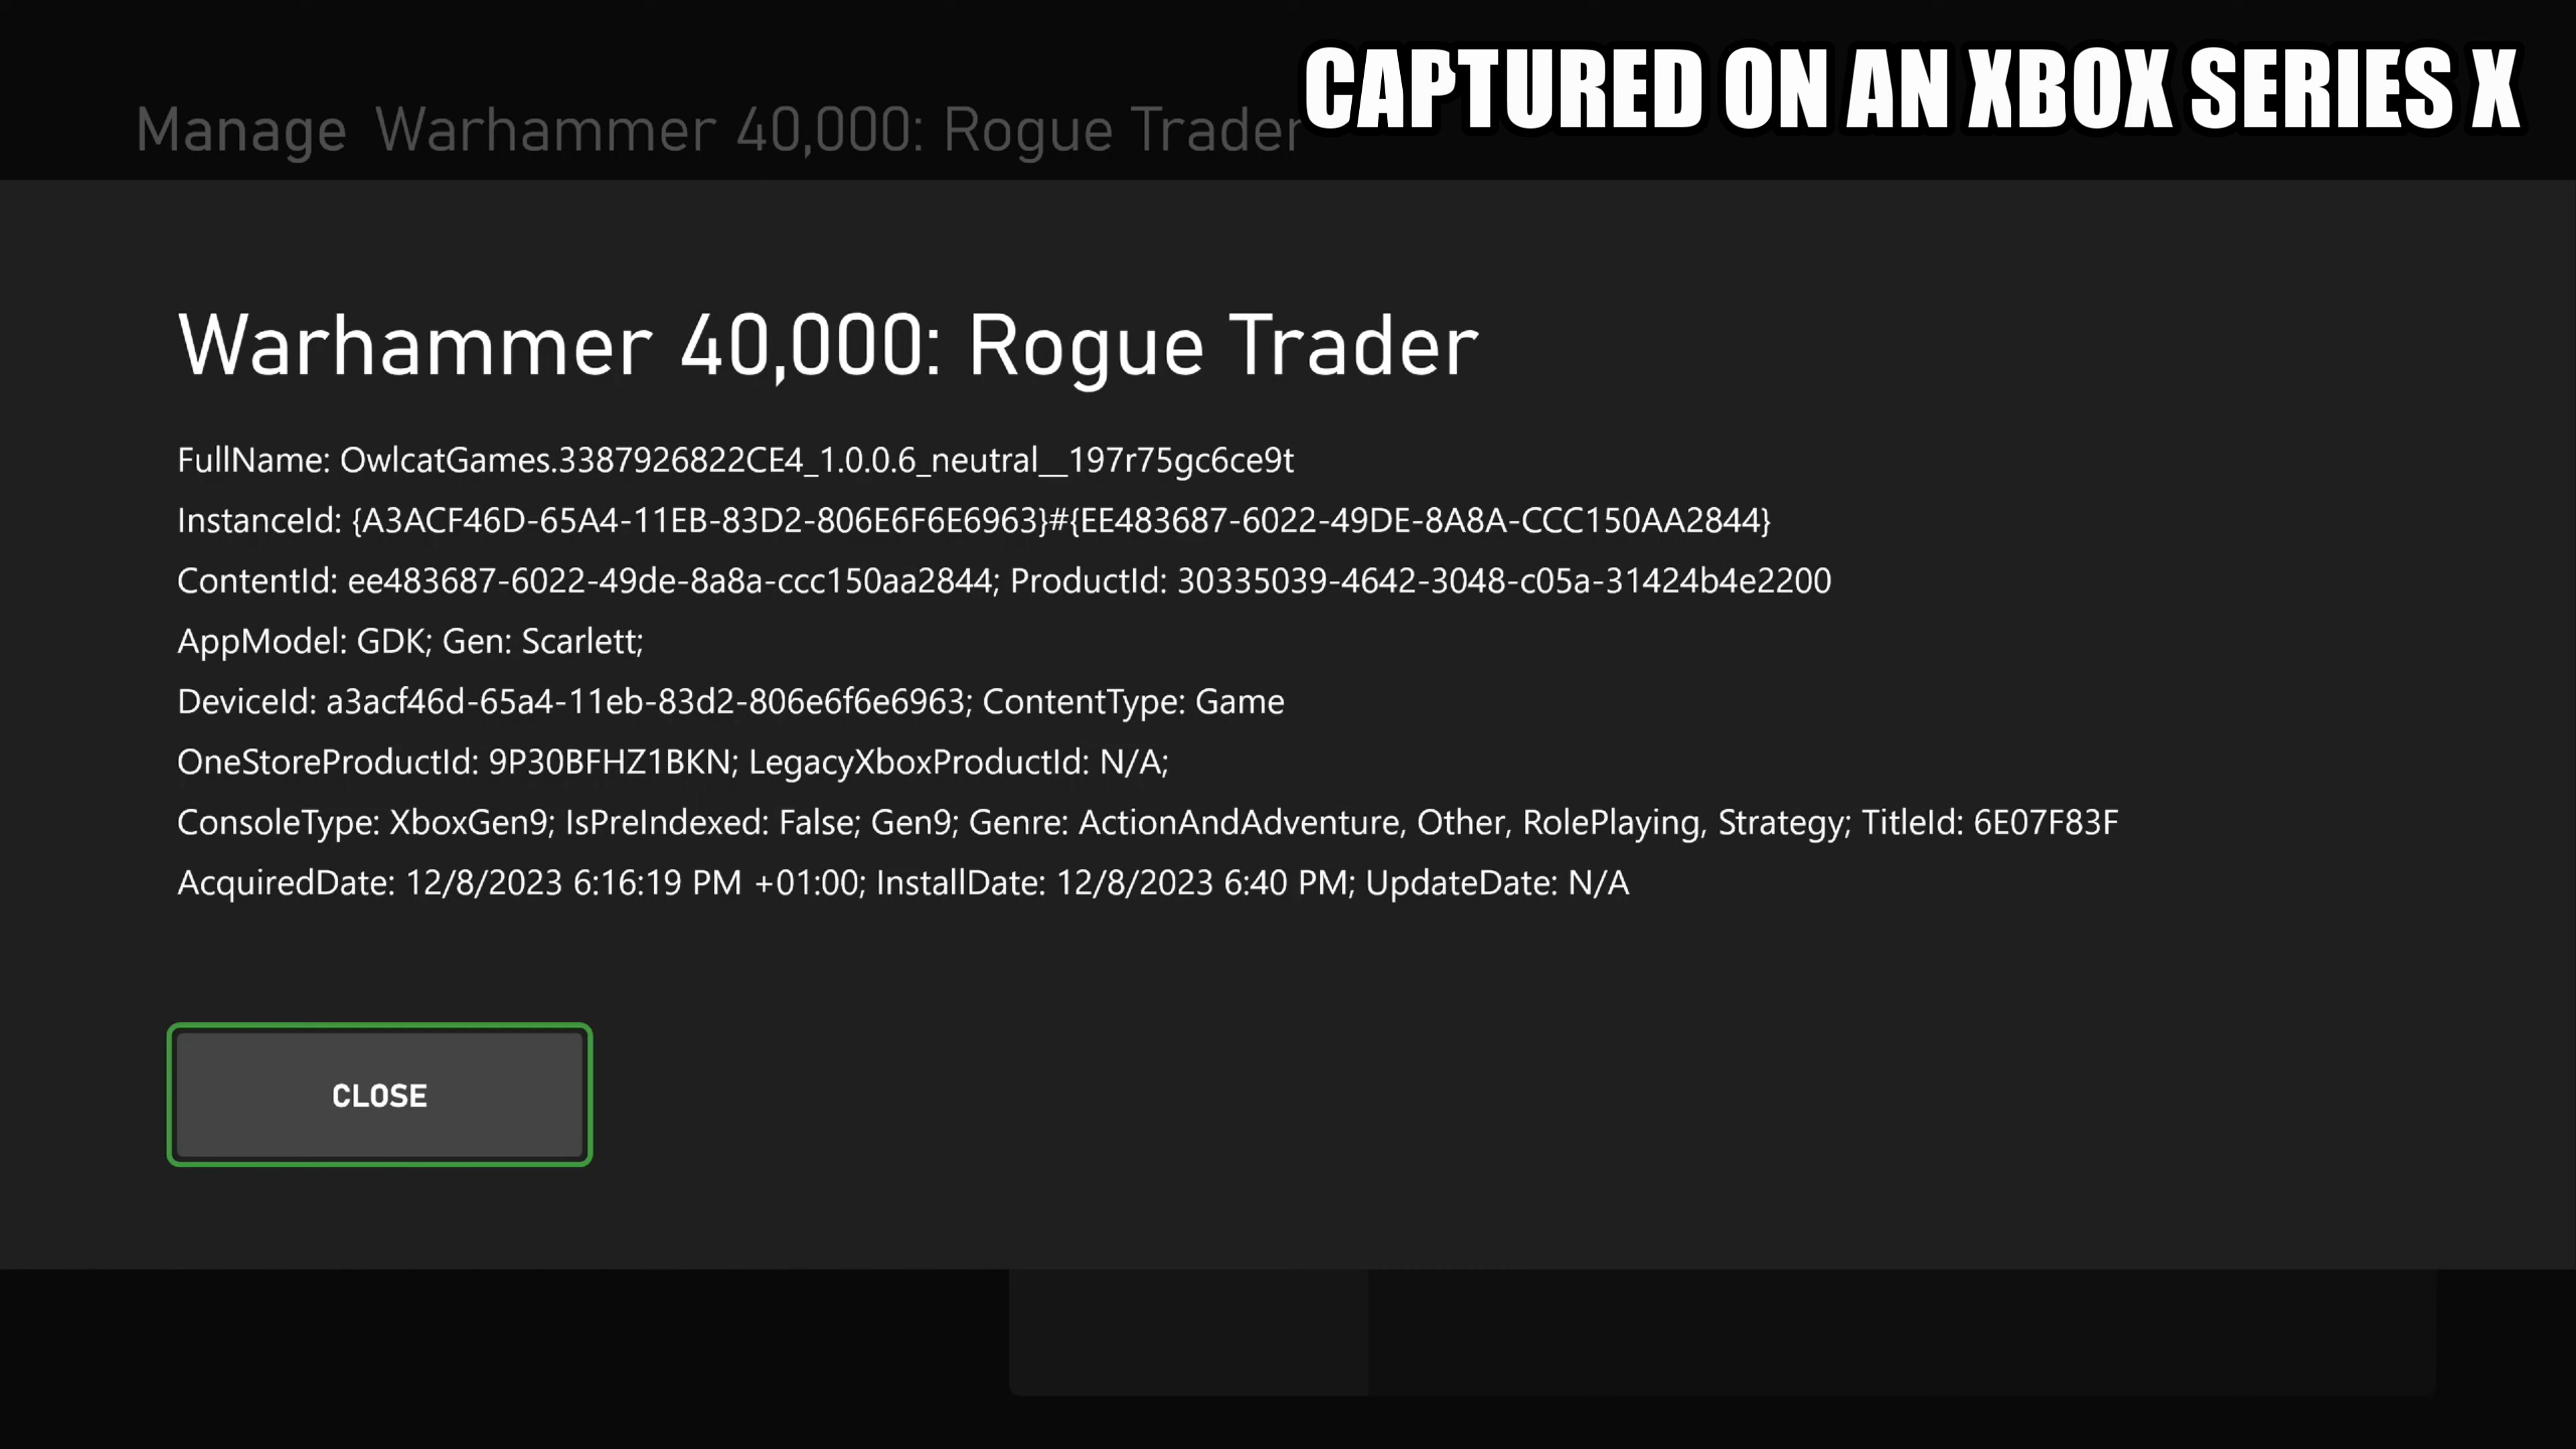 CAPTURED ON AN XBOX SERIES X
Manage Warhammer 40,000: Rogue Trader
Warhammer 40,000: Rogue Trader
FullName: OwlcatGames.3387926822CE4_1.0.0.6_neutral__197r75gc6ce9t
InstanceId: {A3ACF46D-65A4-11EB-83D2-806E6F6E6963}#{EE483687-6022-49DE-8A8A-CCC150AA2844}
ContentId: ee483687-6022-49de-8a8a-ccc150aa2844; ProductId: 30335039-4642-3048-c05a-31424b4e2200
AppModel: GDK; Gen: Scarlett;
DeviceId: a3acf46d-65a4-11eb-83d2-806e6f6e6963; ContentType: Game
OneStoreProductId: 9P30BFHZ1BKN; LegacyXboxProductId: N/A;
ConsoleType: XboxGen9; IsPreIndexed: False; Gen9; Genre: ActionAndAdventure, Other, RolePlaying, Strategy; TitleId: 6E07F83F
AcquiredDate: 12/8/2023 6:16:19 PM +01:00; InstallDate: 12/8/2023 6:40 PM; UpdateDate: N/A
CLOSE